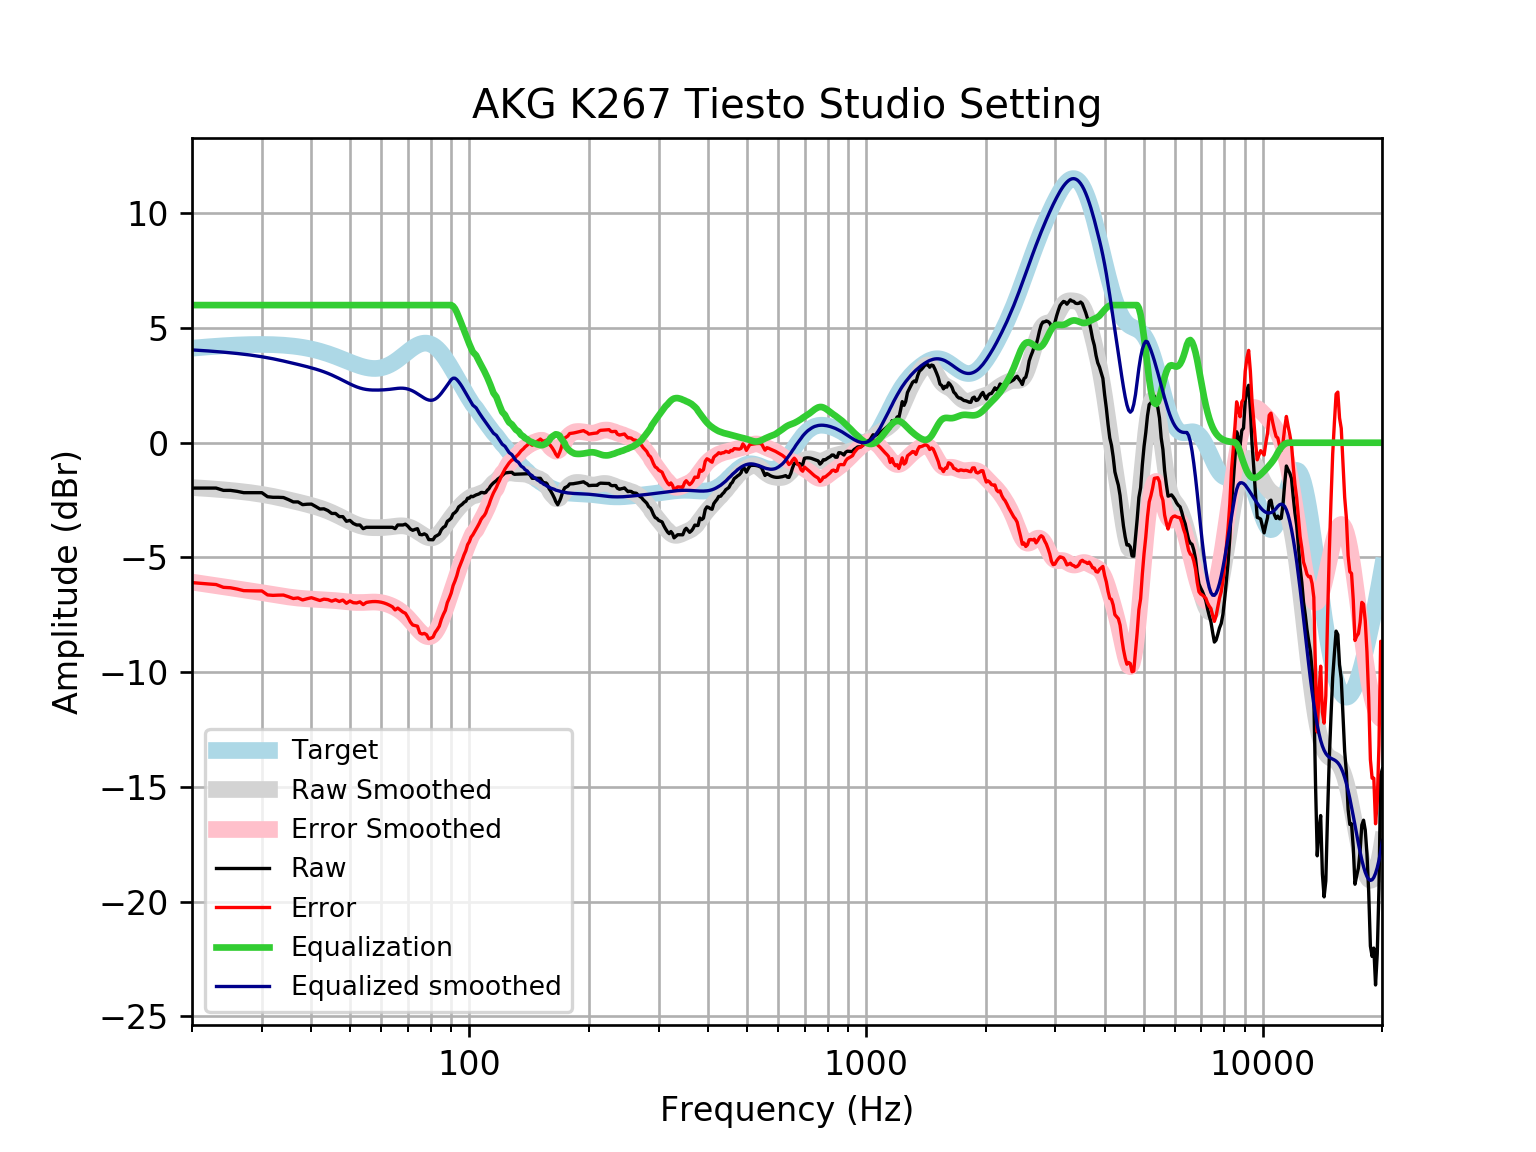 AKG K267 Tiesto Studio Setting
Amplitude (dBr)
10
5
0
−5
−10
−15
−20
−25
Target
Raw Smoothed
Error Smoothed
Raw
Error
Equalization
Equalized smoothed
100
1000
10000
Frequency (Hz)